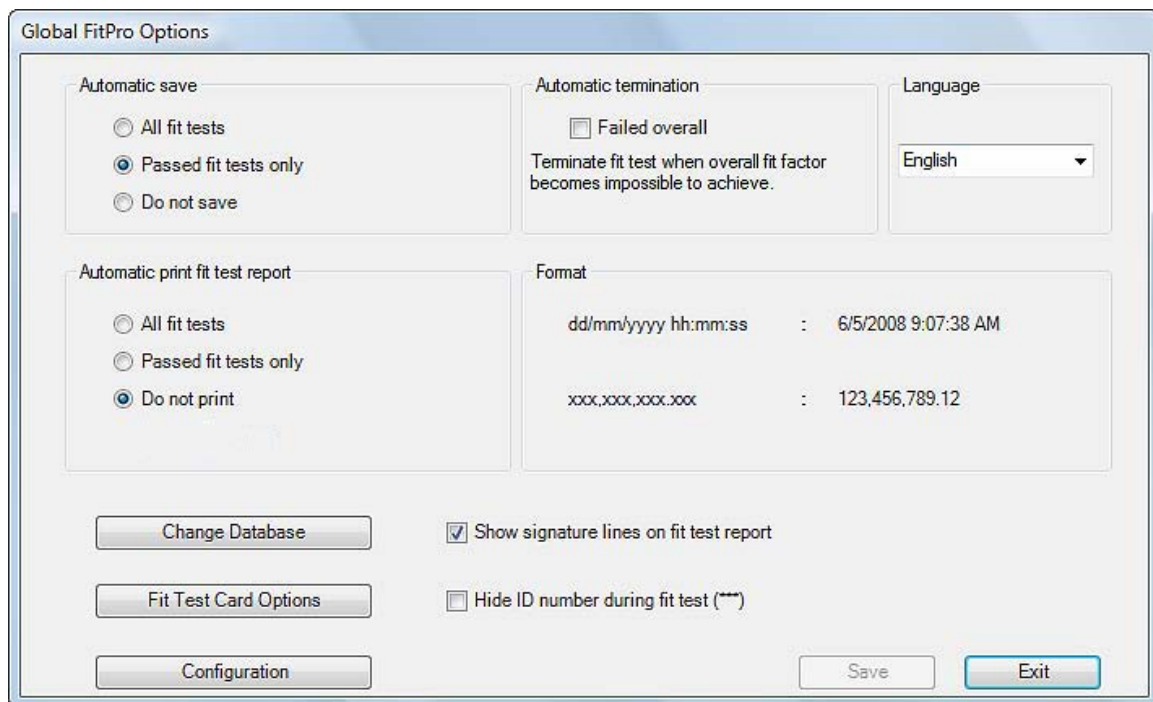 Global FitPro Options
Automatic save
All fit tests
Passed fit tests only
Do not save
Automatic termination
Failed overall
Terminate fit test when overall fit factor
becomes impossible to achieve.
Language
English
Automatic print fit test report
All fit tests
Passed fit tests only
Do not print
Format
dd/mm/yyyy hh:mm:ss : 6/5/2008 9:07:38 AM
xxx,xxx,xxx.xxx : 123,456,789.12
Change Database
Show signature lines on fit test report
Fit Test Card Options
Hide ID number during fit test (***)
Configuration
Save
Exit